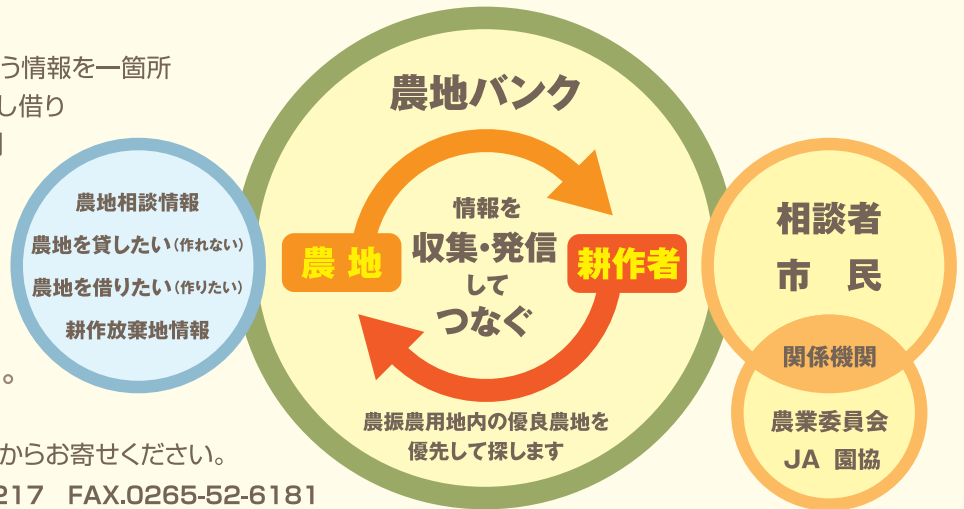 う情報を一箇所
し借り
農地相談情報
農地を貸したい(作れない)
農地を借りたい(作りたい)
耕作放棄地情報
。
からお寄せください。
217 FAX.0265-52-6181
農地バンク
情報を
収集・発信
して
つなぐ
農地
耕作者
農振農用地内の優良農地を
優先して探します
相談者
市民
関係機関
農業委員会
JA 園協